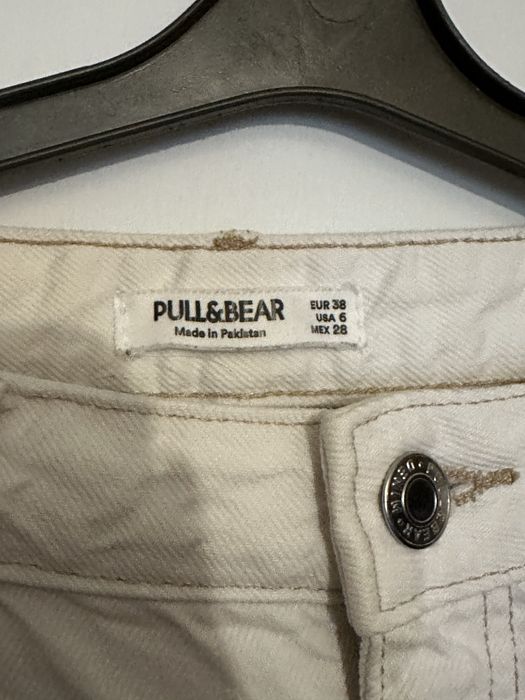 PULL&BEAR
Made in Pakistan
EUR 38
USA 6
MEX 28